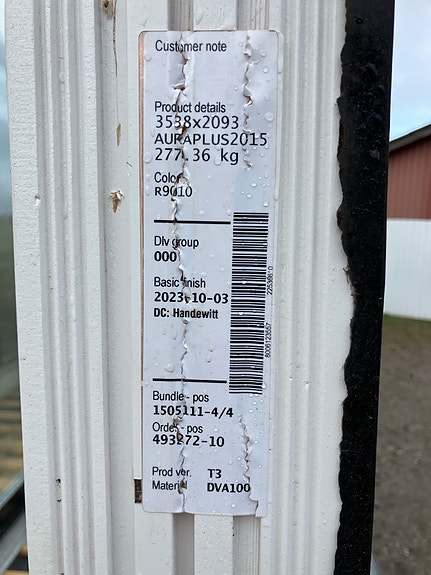 Customer note
Product details
3538x2093
AURAPLUS2015
277.36 kg
Color
R9010
Dlv group
000
Basic finish
2023-10-03
DC: Handewitt
Bundle - pos
1505111-4/4
Order - pos
493272-10
Prod ver. T3
Material DVA100
8008123557